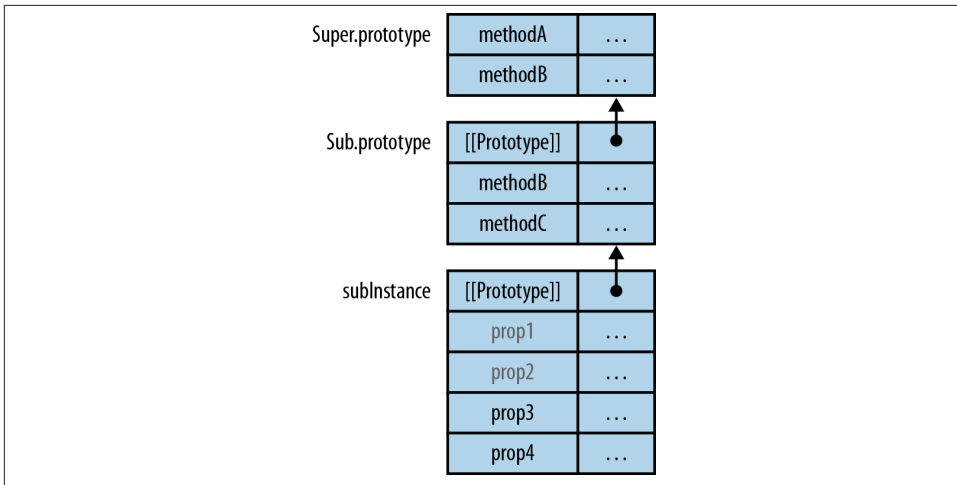 Super.prototype methodA ...
methodB ...
Sub.prototype [[Prototype]]
methodB ...
methodC ...
subInstance [[Prototype]]
prop1 ...
prop2 ...
prop3 ...
prop4 ...